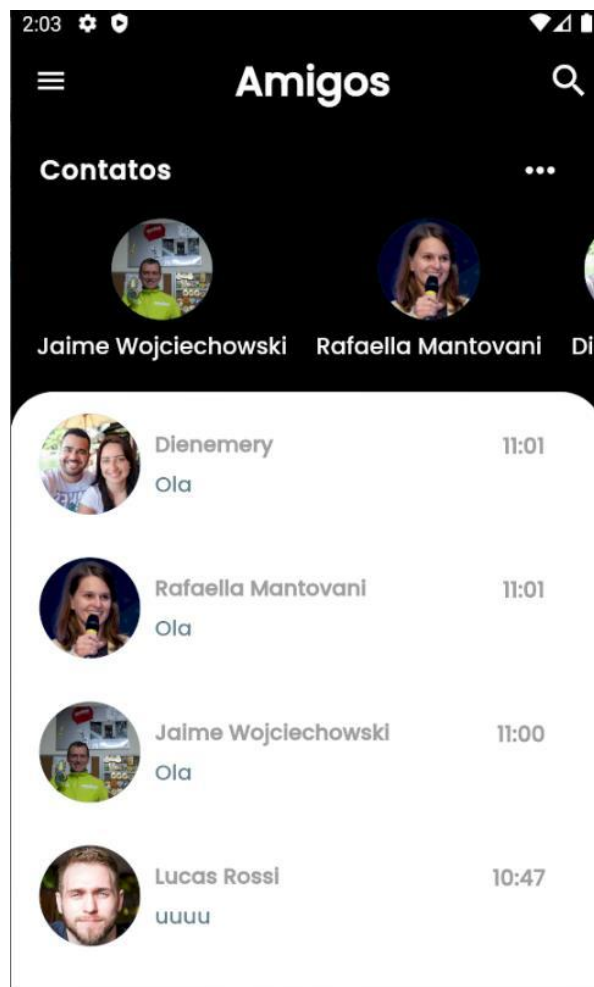 2:03
Amigos
Contatos
Jaime Wojciechowski Rafaella Mantovani Di
Dienemery 11:01
Ola
Rafaella Mantovani 11:01
Ola
Jaime Wojciechowski 11:00
Ola
Lucas Rossi 10:47
uuuu